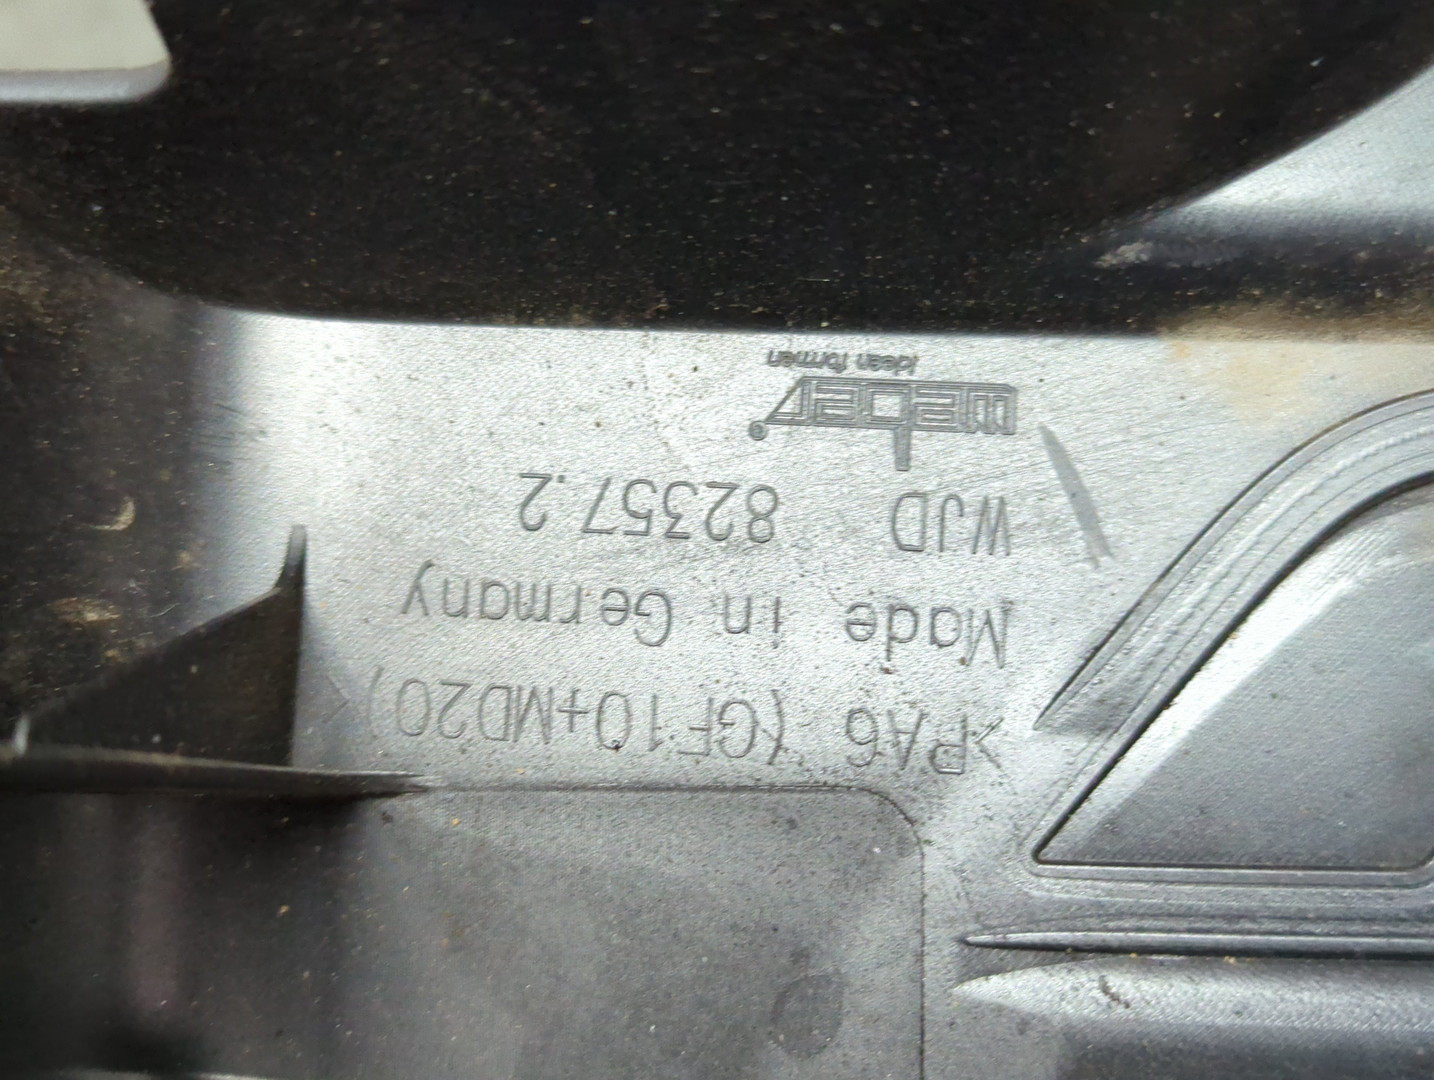 >PA6 (GF10+MD20)<
Made in Germany
WJD 82357.2
weber®
ideen formen